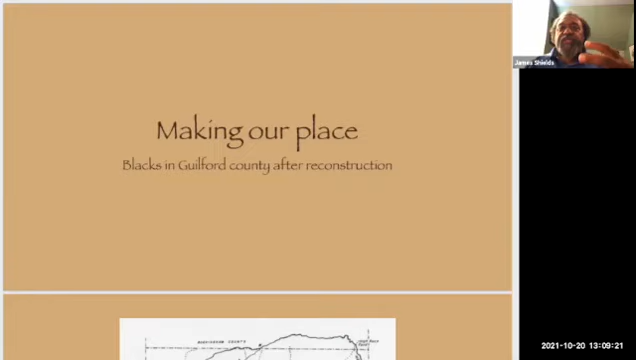 James Shields
Making our place
Blacks in Guilford county after reconstruction
2021-10-20 13:09:21